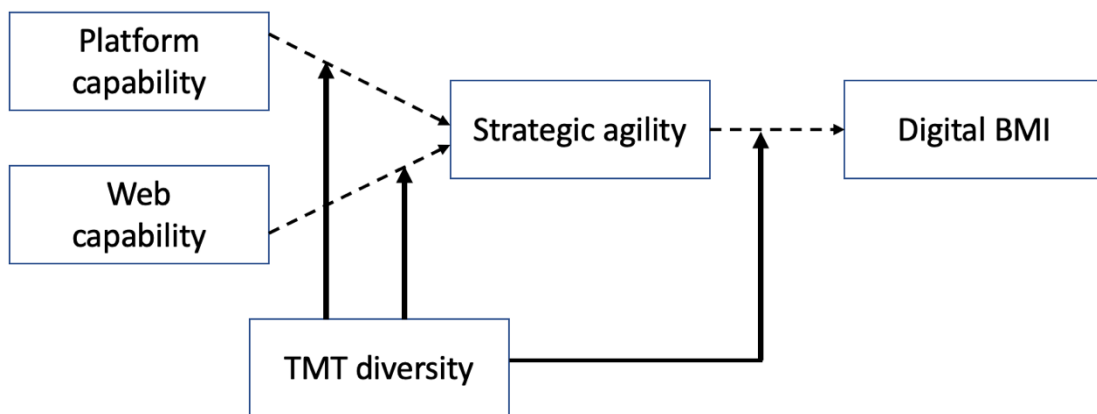 Platform
capability
Strategic agility
Digital BMI
Web
capability
TMT diversity